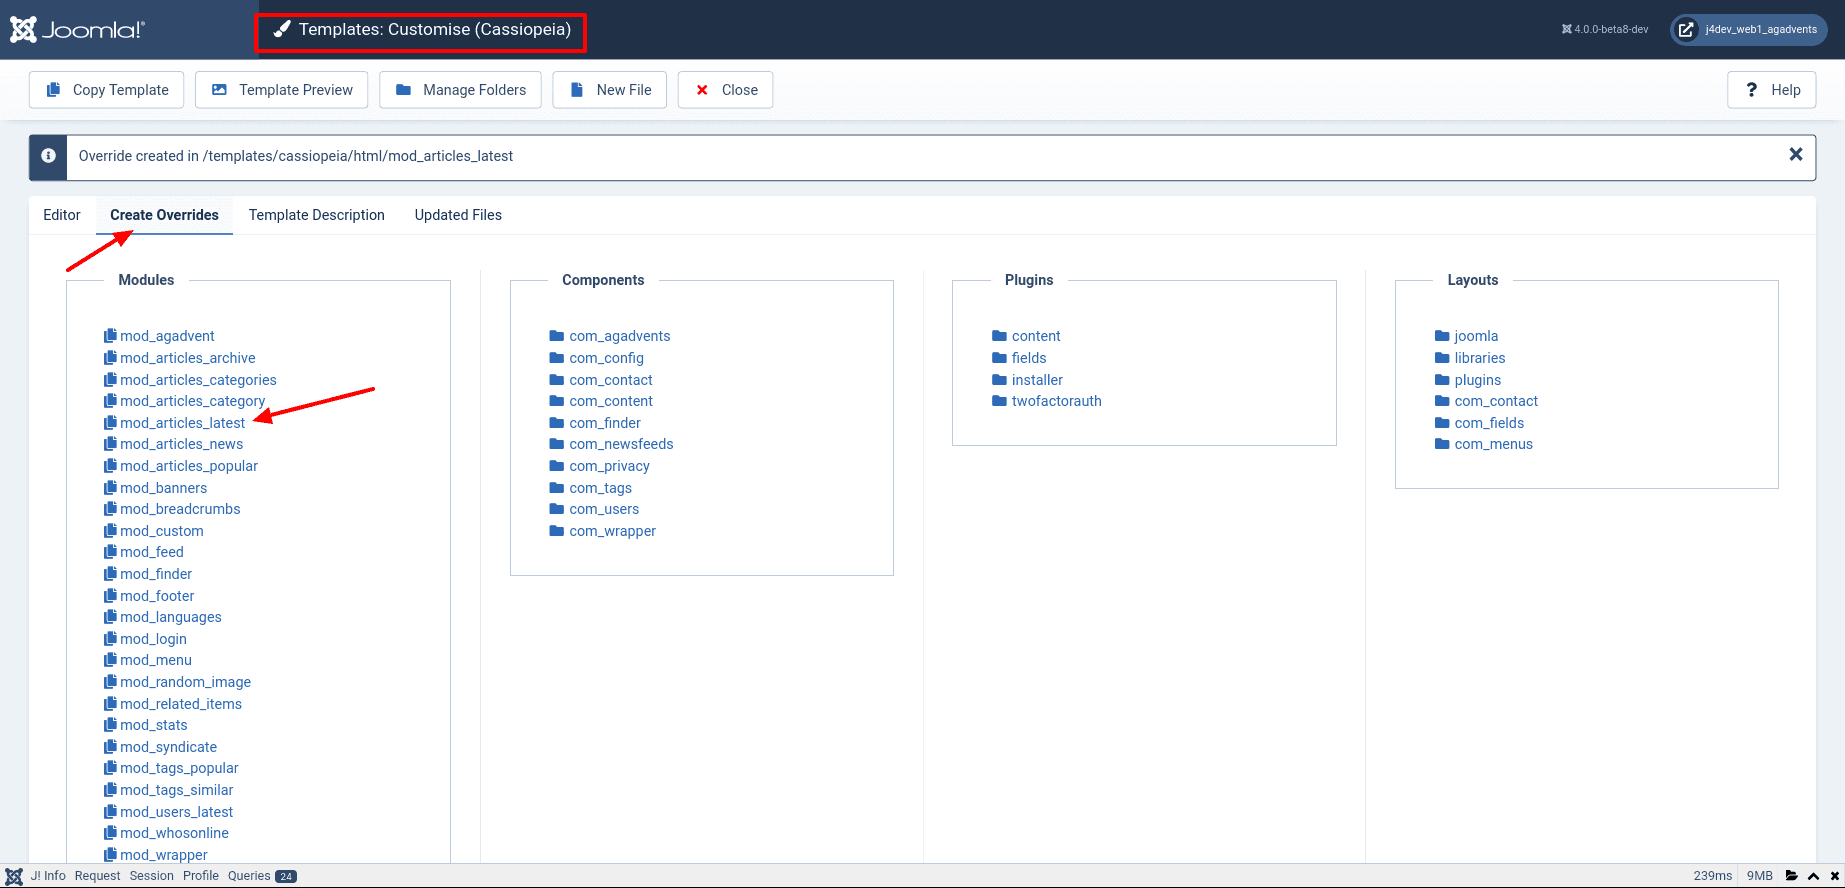 Joomla!
Templates: Customise (Cassiopeia)
4.0.0-beta8-dev
j4dev_web1_agadvents
Copy Template
Template Preview
Manage Folders
New File
Close
Help
Override created in /templates/cassiopeia/html/mod_articles_latest
Editor
Create Overrides
Template Description
Updated Files
Modules
mod_agadvent
mod_articles_archive
mod_articles_categories
mod_articles_category
mod_articles_latest
mod_articles_news
mod_articles_popular
mod_banners
mod_breadcrumbs
mod_custom
mod_feed
mod_finder
mod_footer
mod_languages
mod_login
mod_menu
mod_random_image
mod_related_items
mod_stats
mod_syndicate
mod_tags_popular
mod_tags_similar
mod_users_latest
mod_whosonline
mod_wrapper
Components
com_agadvents
com_config
com_contact
com_content
com_finder
com_newsfeeds
com_privacy
com_tags
com_users
com_wrapper
Plugins
content
fields
installer
twofactorauth
Layouts
joomla
libraries
plugins
com_contact
com_fields
com_menus
J! Info Request Session Profile Queries 24
239ms 9MB